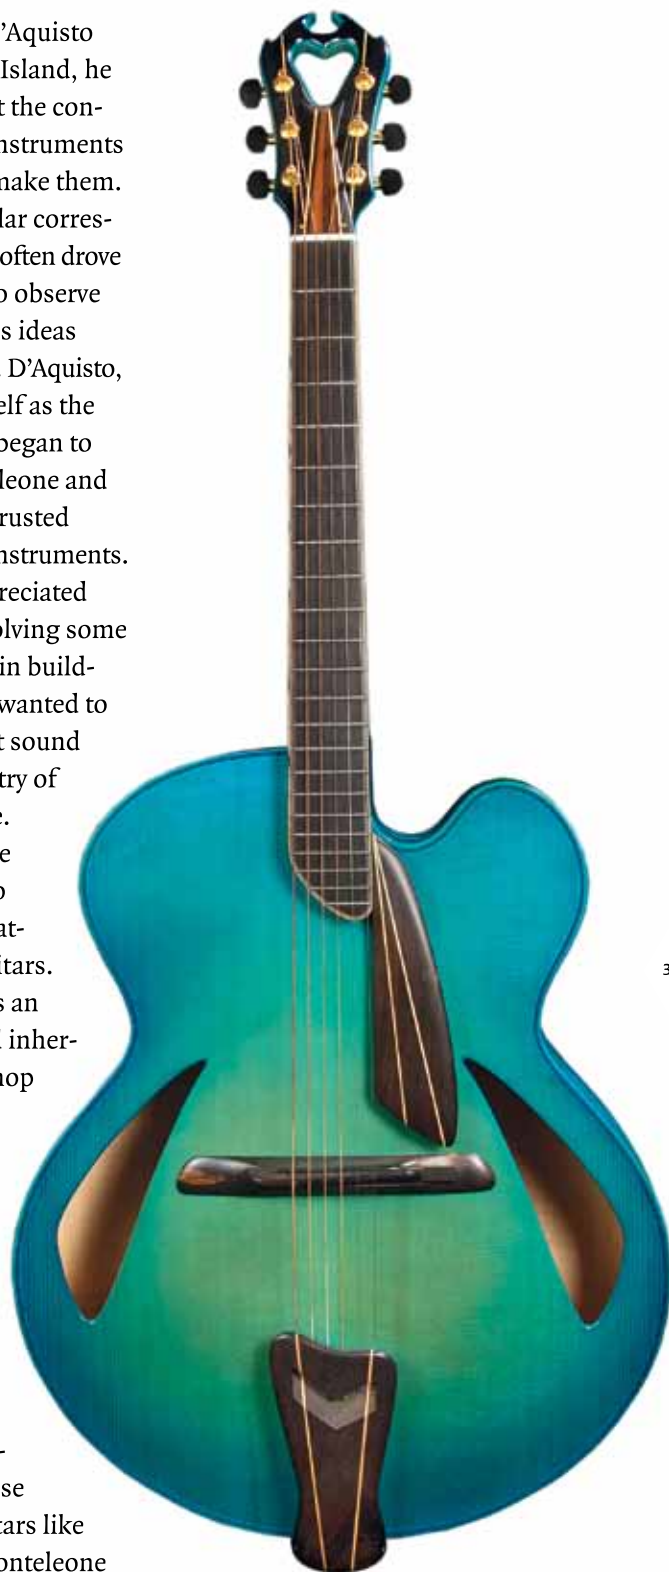 ’Aquisto
Island, he
t the con-
nstruments
make them.
lar corres-
often drove
o observe
s ideas
D’Aquisto,
elf as the
began to
leone and
rusted
nstruments.
reciated
olving some
in build-
wanted to
t sound
try of
e.
e
o
at-
itars.
s an
inher-
hop
3
-
se
tars like
onteleone